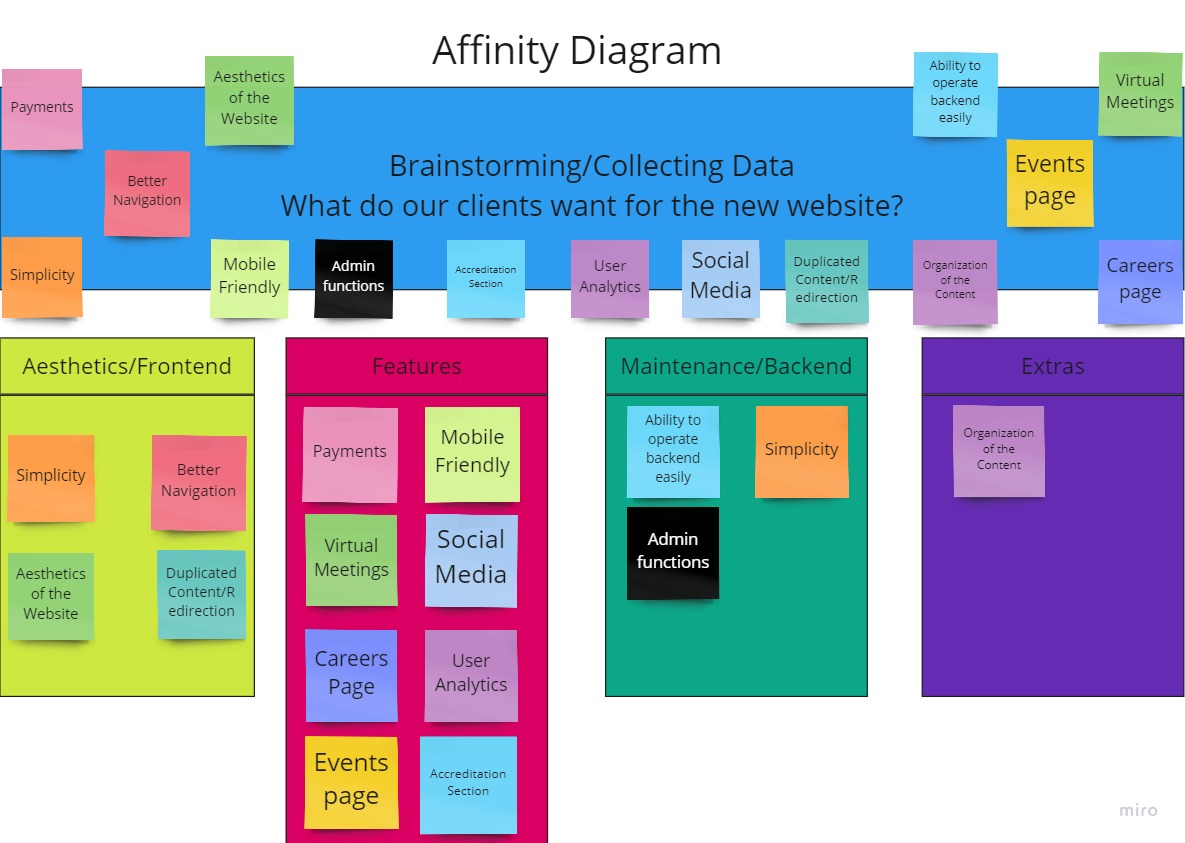 Affinity Diagram
Payments
Aesthetics
of the
Website
Ability to
operate
backend
easily
Virtual
Meetings
Better
Navigation
Brainstorming/Collecting Data
What do our clients want for the new website?
Events
page
Simplicity
Mobile
Friendly
Admin
functions
Accreditation
Section
User
Analytics
Social
Media
Duplicated
Content/R
edirection
Organization
of the
Content
Careers
page
Aesthetics/Frontend
Simplicity
Better
Navigation
Aesthetics
of the
Website
Duplicated
Content/R
edirection
Features
Payments
Mobile
Friendly
Virtual
Meetings
Social
Media
Careers
Page
User
Analytics
Events
page
Accreditation
Section
Maintenance/Backend
Ability to
operate
backend
easily
Simplicity
Admin
functions
Extras
Organization
of the
Content
miro